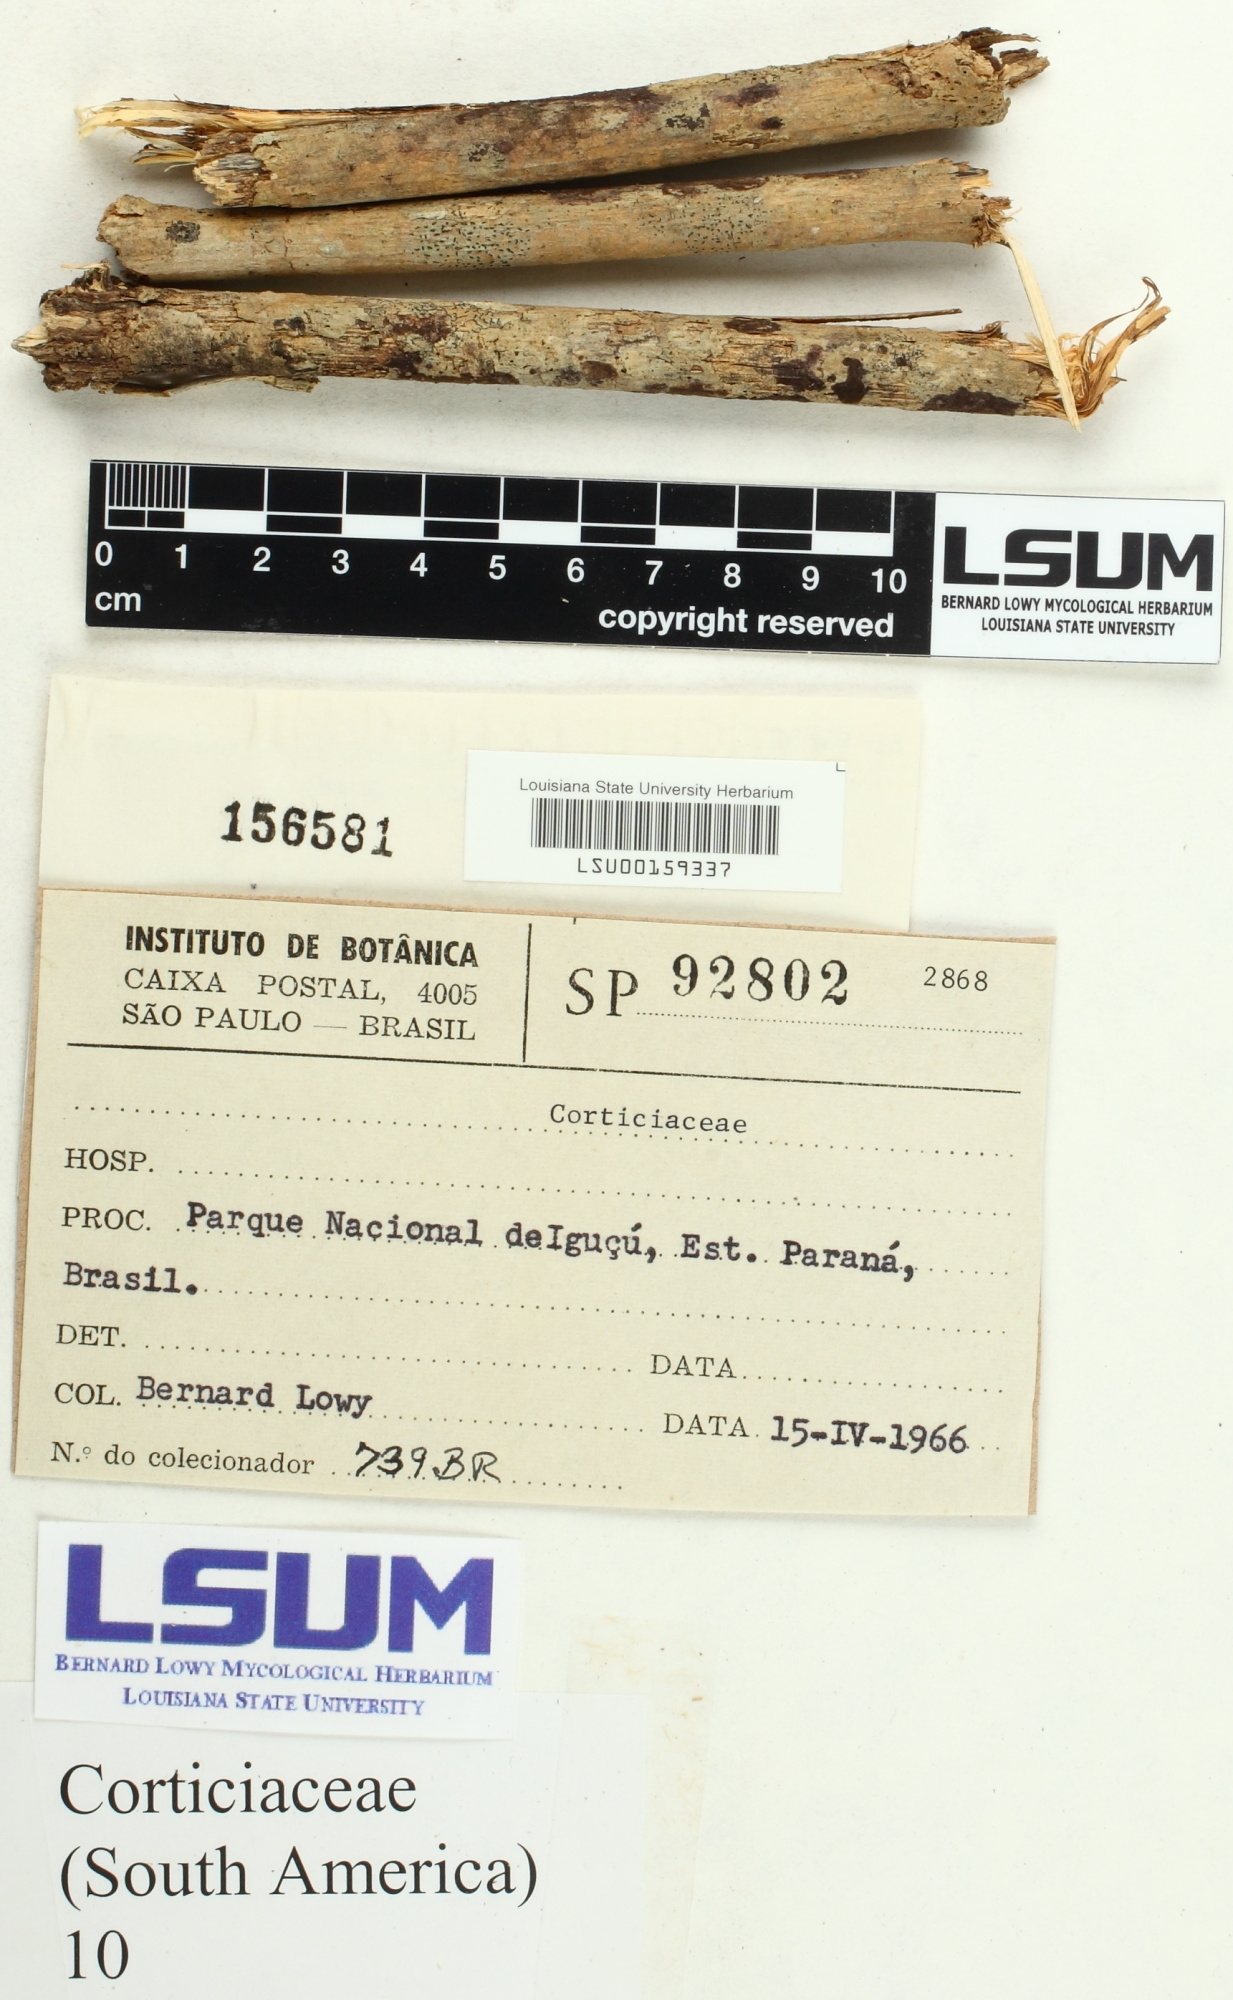 0 1 2 3 4 5 6 7 8 9 10
cm
copyright reserved
LSUM
BERNARD LOWY MYCOLOGICAL HERBARIUM
LOUISIANA STATE UNIVERSITY
156581
Louisiana State University Herbarium
LSU00159337
INSTITUTO DE BOTÂNICA
CAIXA POSTAL, 4005
SÃO PAULO — BRASIL
SP 92802 2868
Corticiaceae
HOSP.
PROC. Parque Nacional deIguçú, Est. Paraná,
Brasil.
DET. DATA
COL. Bernard Lowy DATA 15-IV-1966
N.º do colecionador 739BR
LSUM
BERNARD LOWY MYCOLOGICAL HERBARIUM
LOUISIANA STATE UNIVERSITY
Corticiaceae
(South America)
10